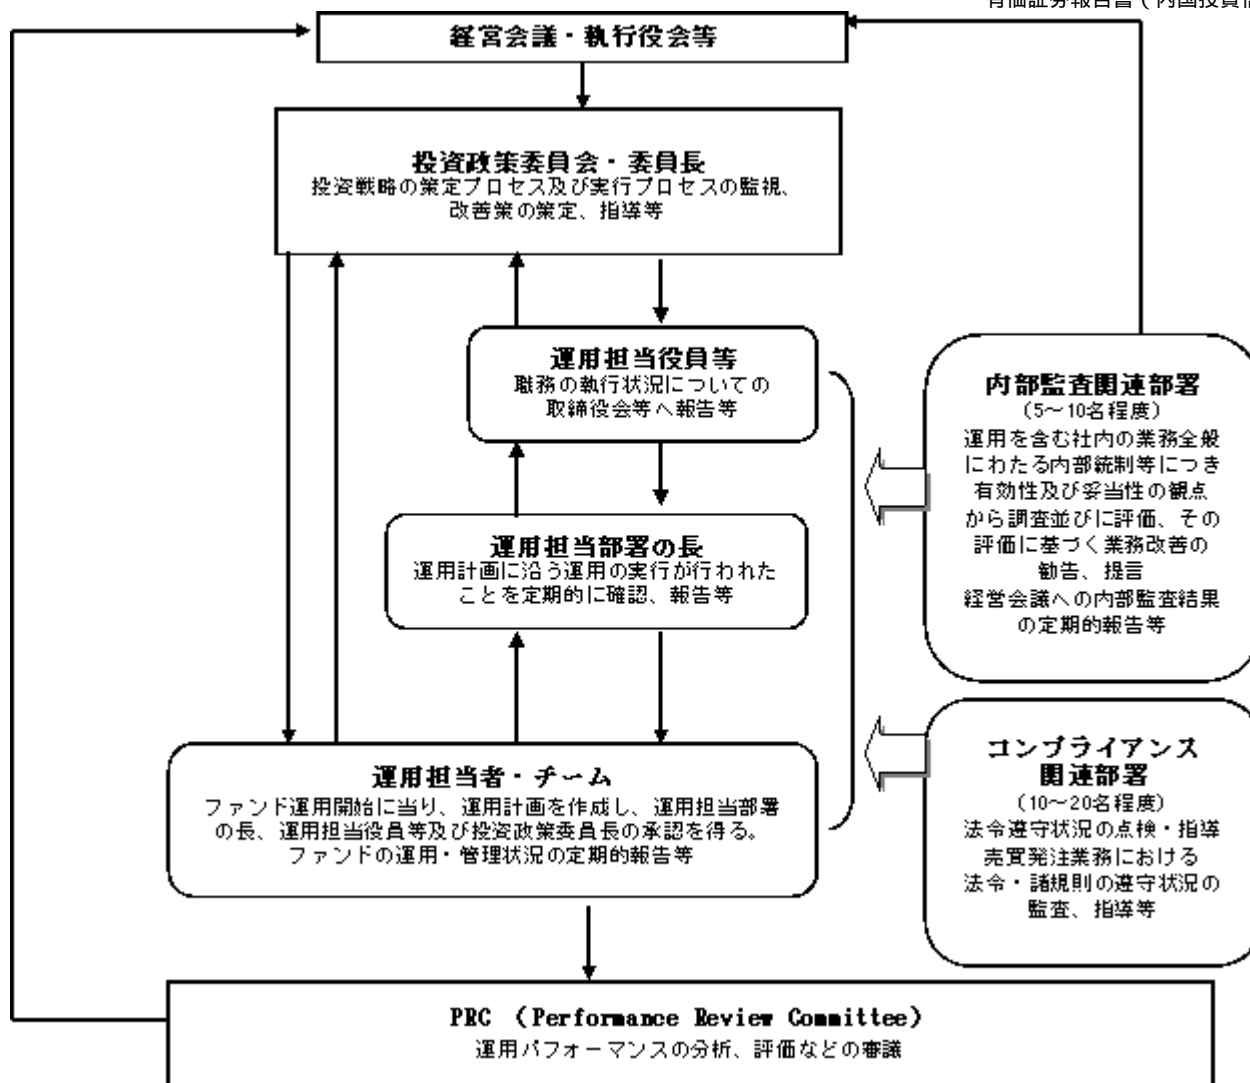 有価証券報告書（内国投資信
経営会議・執行役会等
投資政策委員会・委員長
投資戦略の策定プロセス及び実行プロセスの監視、
改善策の策定、指導等
運用担当役員等
職務の執行状況についての
取締役会等へ報告等
運用担当部署の長
運用計画に沿う運用の実行が行われた
ことを定期的に確認、報告等
運用担当者・チーム
ファンド運用開始に当り、運用計画を作成し、運用担当部署
の長、運用担当役員等及び投資政策委員長の承認を得る。
ファンドの運用・管理状況の定期的報告等
内部監査関連部署
（5～10名程度）
運用を含む社内の業務全般
にわたる内部統制等につき
有効性及び妥当性の観点
から調査並びに評価、その
評価に基づく業務改善の
勧告、提言
経営会議への内部監査結果
の定期的報告等
コンプライアンス
関連部署
（10～20名程度）
法令遵守状況の点検・指導
売買発注業務における
法令・諸規則の遵守状況の
監査、指導等
PRC （Performance Review Committee）
運用パフォーマンスの分析、評価などの審議